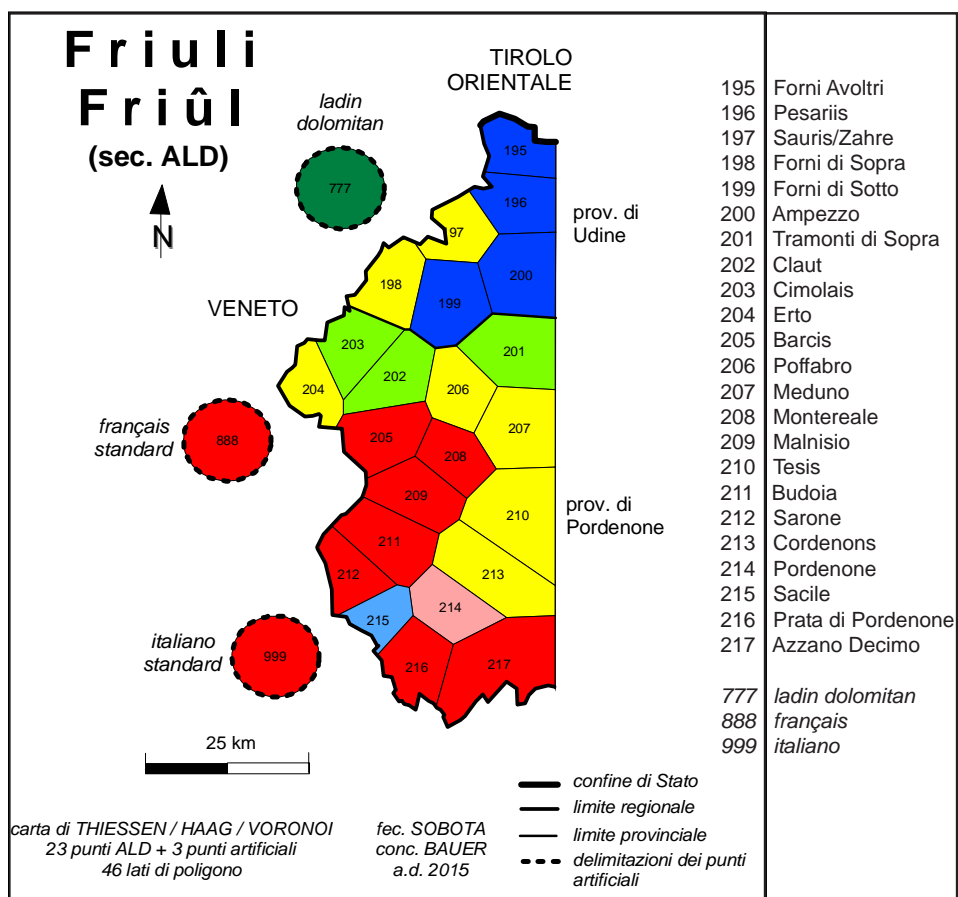 Friuli
Friûl
(sec. ALD)
N
ladin
dolomitan
777
TIROLO
ORIENTALE
VENETO
prov. di
Udine
français
standard
888
prov. di
Pordenone
italiano
standard
999
195
196
97
198
199
200
203
202
201
204
206
205
207
208
209
210
211
212
213
214
215
216
217
25 km
carta di THIESSEN / HAAG / VORONOI
23 punti ALD + 3 punti artificiali
46 lati di poligono
fec. SOBOTA
conc. BAUER
a.d. 2015
confine di Stato
limite regionale
limite provinciale
delimitazioni dei punti
artificiali
195 Forni Avoltri
196 Pesariis
197 Sauris/Zahre
198 Forni di Sopra
199 Forni di Sotto
200 Ampezzo
201 Tramonti di Sopra
202 Claut
203 Cimolais
204 Erto
205 Barcis
206 Poffabro
207 Meduno
208 Montereale
209 Malnisio
210 Tesis
211 Budoia
212 Sarone
213 Cordenons
214 Pordenone
215 Sacile
216 Prata di Pordenone
217 Azzano Decimo
777 ladin dolomitan
888 français
999 italiano